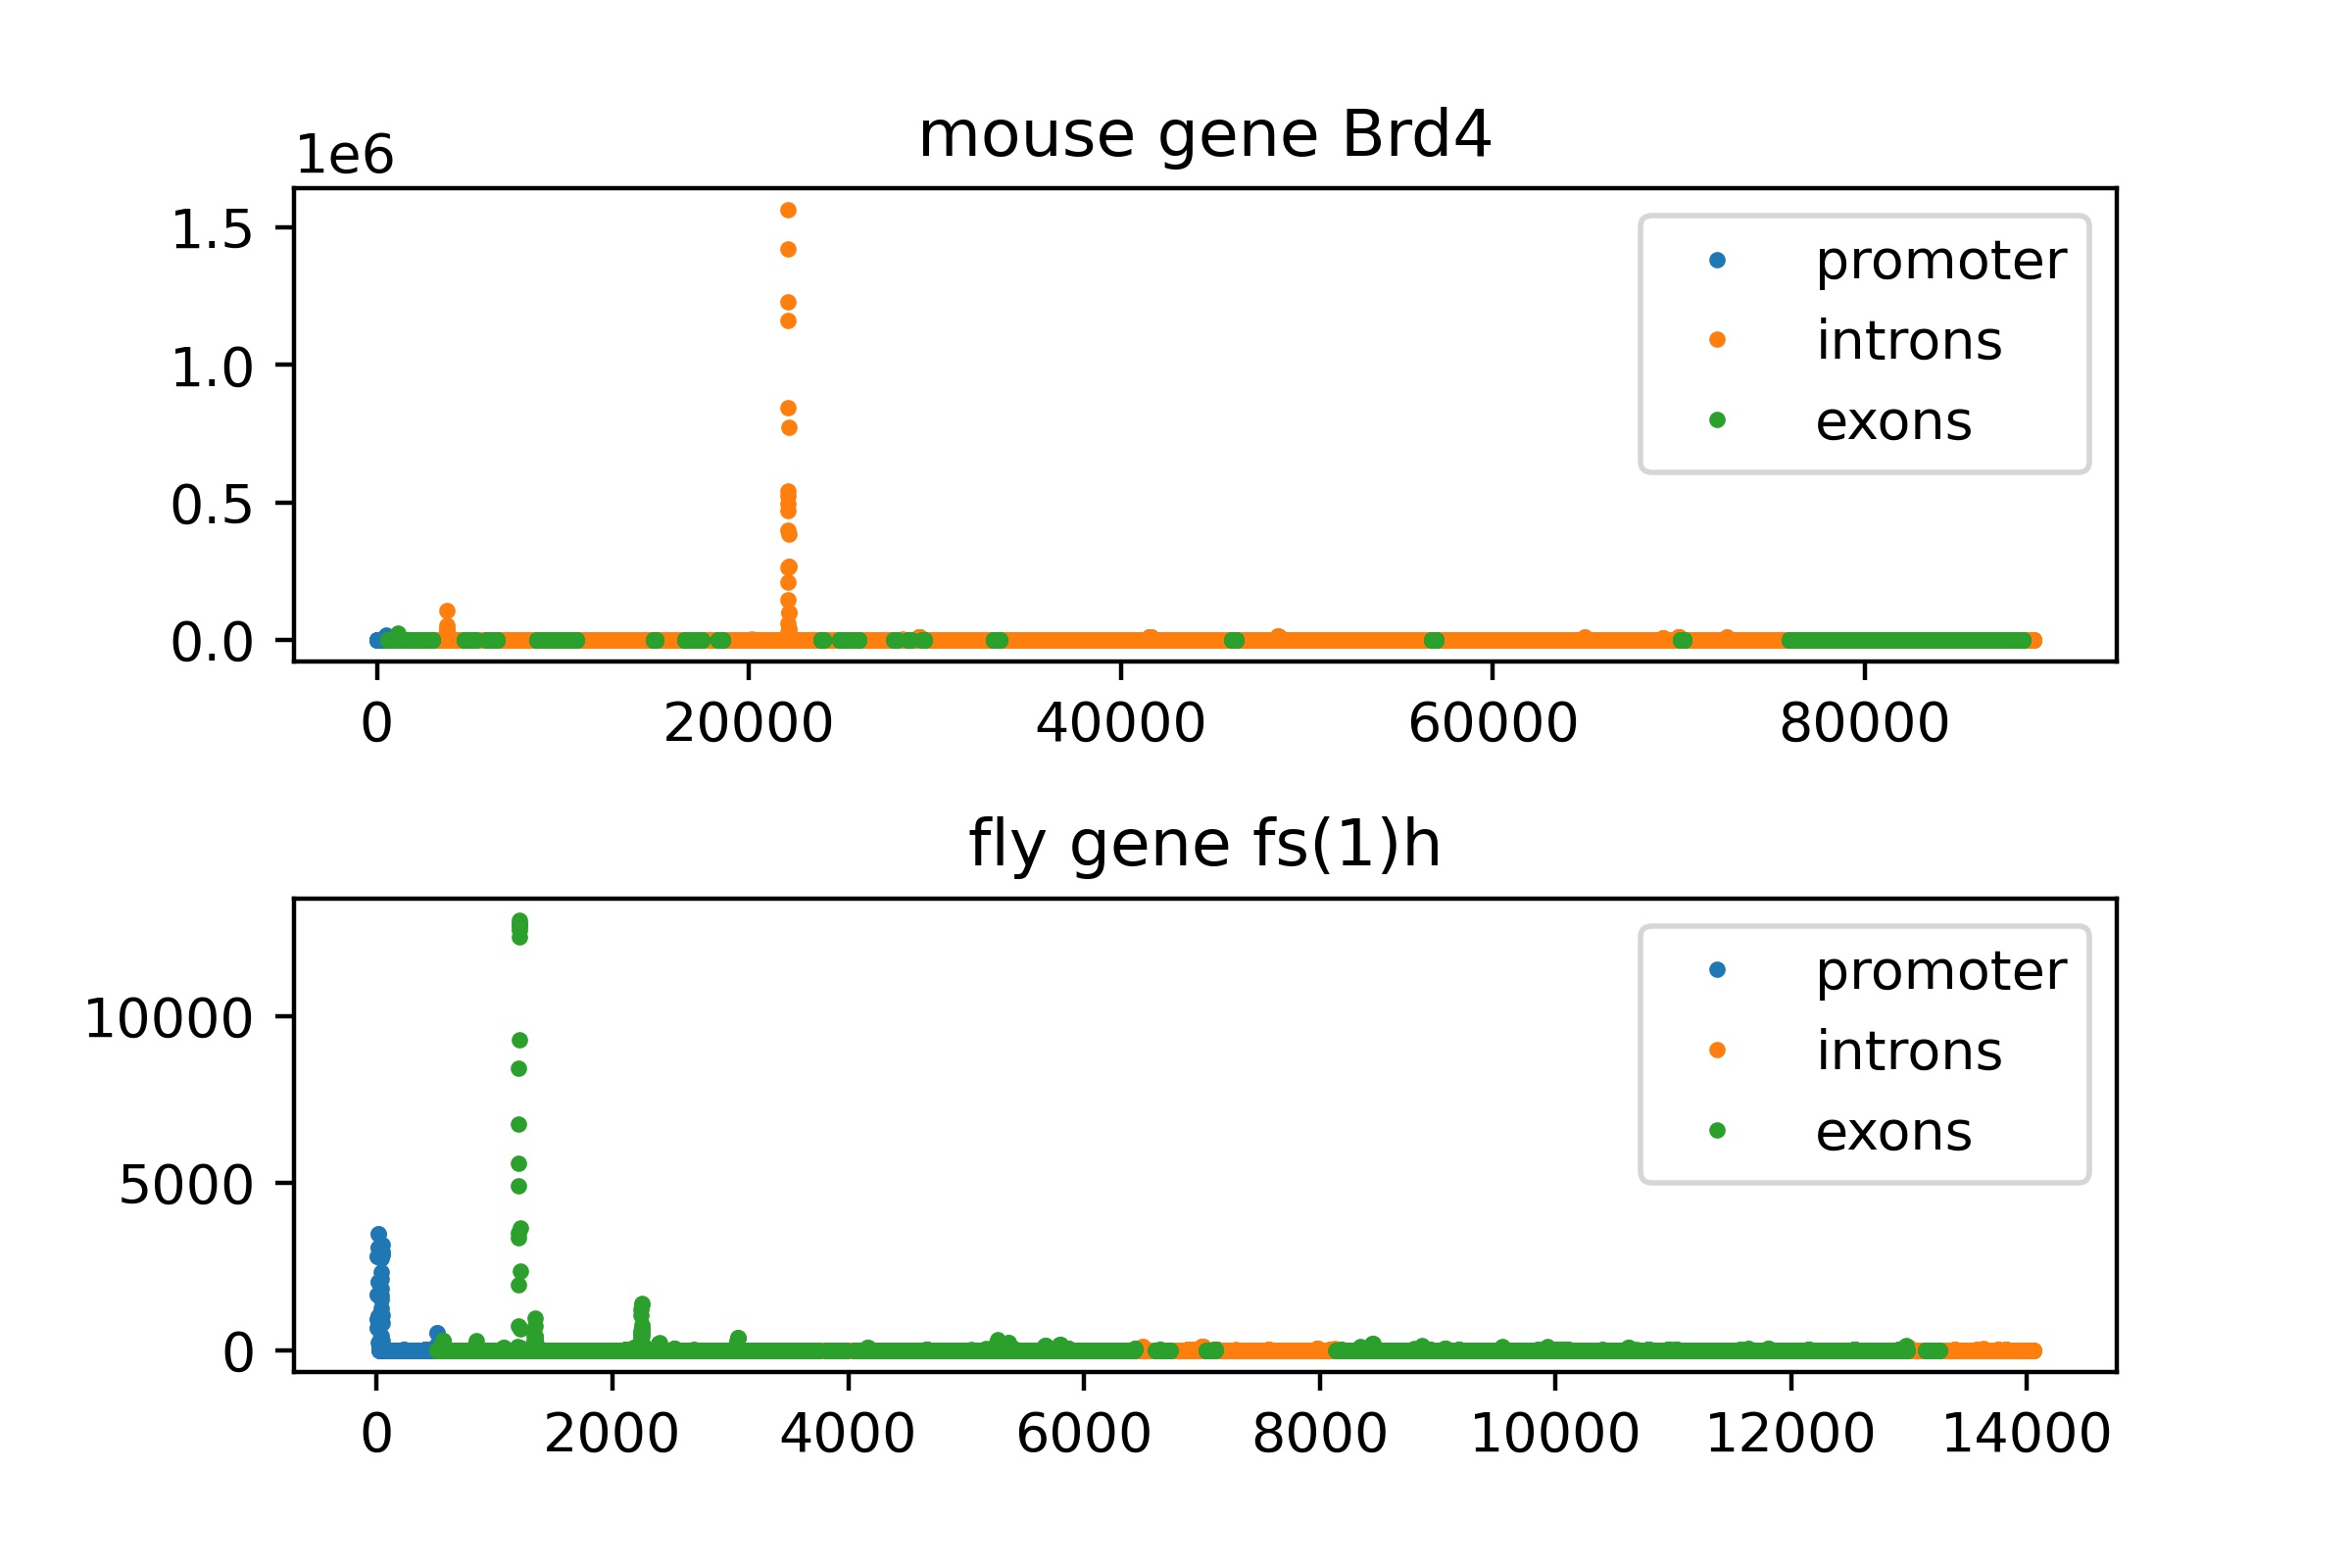 mouse gene Brd4
1e6
1.5
1.0
0.5
0.0
promoter
introns
exons
0 20000 40000 60000 80000
fly gene fs(1)h
10000
5000
0
promoter
introns
exons
0 2000 4000 6000 8000 10000 12000 14000